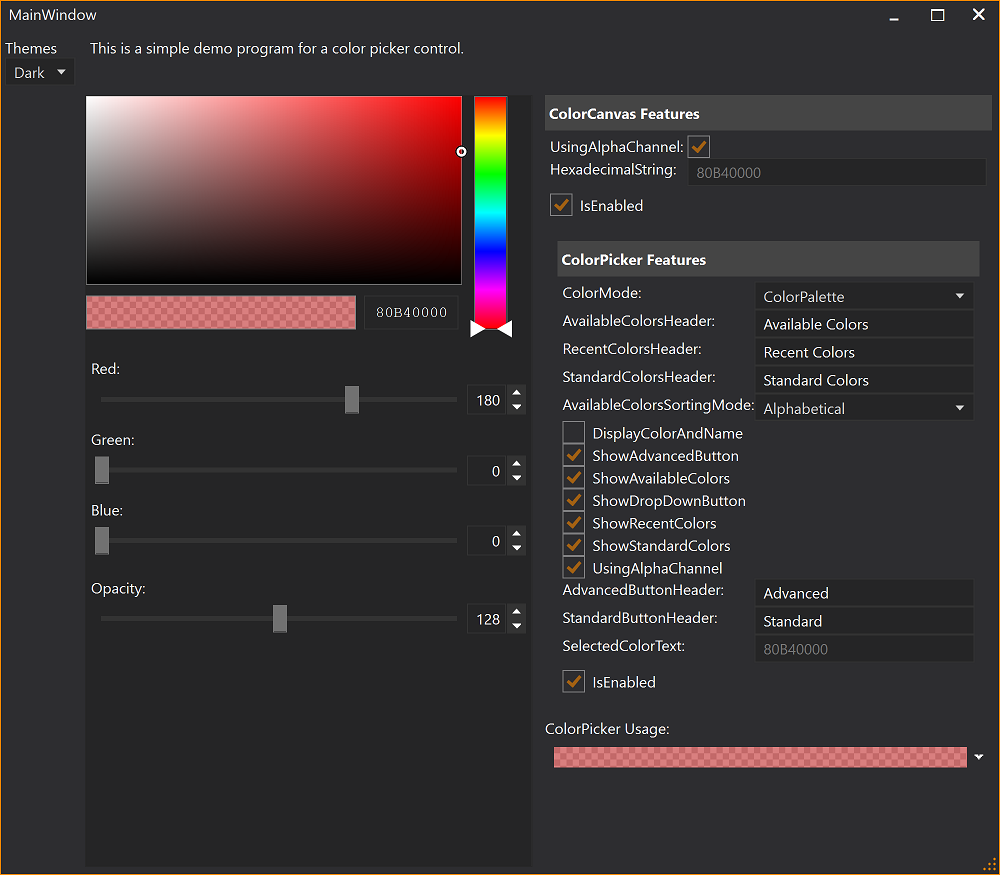 MainWindow
Themes
This is a simple demo program for a color picker control.
Dark
80B40000
Red:
180
Green:
0
Blue:
0
Opacity:
128
ColorCanvas Features
UsingAlphaChannel:
HexadecimalString: 80B40000
IsEnabled
ColorPicker Features
ColorMode: ColorPalette
AvailableColorsHeader: Available Colors
RecentColorsHeader: Recent Colors
StandardColorsHeader: Standard Colors
AvailableColorsSortingMode: Alphabetical
DisplayColorAndName
ShowAdvancedButton
ShowAvailableColors
ShowDropDownButton
ShowRecentColors
ShowStandardColors
UsingAlphaChannel
AdvancedButtonHeader: Advanced
StandardButtonHeader: Standard
SelectedColorText: 80B40000
IsEnabled
ColorPicker Usage: